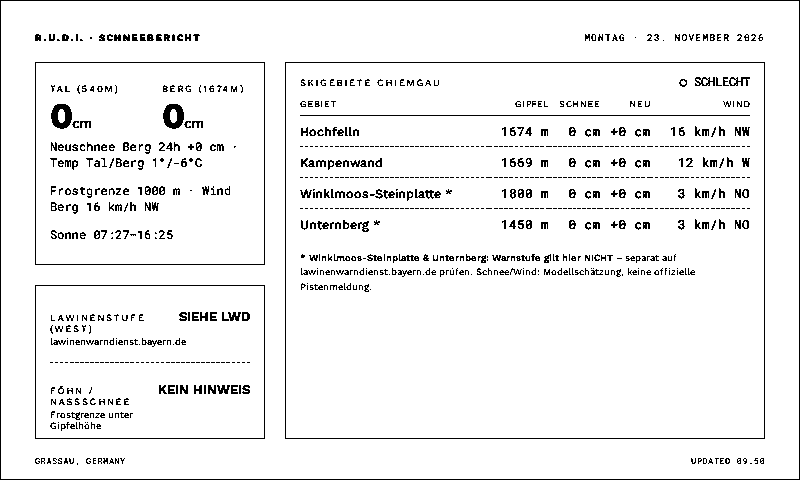 R.U.D.I. · SCHNEEBERICHT
MONTAG · 23. NOVEMBER 2026
TAL (540M)
BERG (1674M)
0cm
0cm
Neuschnee Berg 24h +0 cm ·
Temp Tal/Berg 1°/-6°C
Frostgrenze 1000 m · Wind
Berg 16 km/h NW
Sonne 07:27–16:25
LAWINENSTUFE
(WEST)
SIEHE LWD
lawinenwarndienst.bayern.de
FÖHN /
NASSSCHNEE
KEIN HINWEIS
Frostgrenze unter
Gipfelhöhe
SKIGEBIETE CHIEMGAU
SCHLECHT
GEBIET GIPFEL SCHNEE NEU WIND
Hochfelln 1674 m 0 cm +0 cm 16 km/h NW
Kampenwand 1669 m 0 cm +0 cm 12 km/h W
Winklmoos-Steinplatte * 1800 m 0 cm +0 cm 3 km/h NO
Unternberg * 1450 m 0 cm +0 cm 3 km/h NO
* Winklmoos-Steinplatte & Unternberg: Warnstufe gilt hier NICHT – separat auf
lawinenwarndienst.bayern.de prüfen. Schnee/Wind: Modellschätzung, keine offizielle
Pistenmeldung.
GRASSAU, GERMANY
UPDATED 09.50